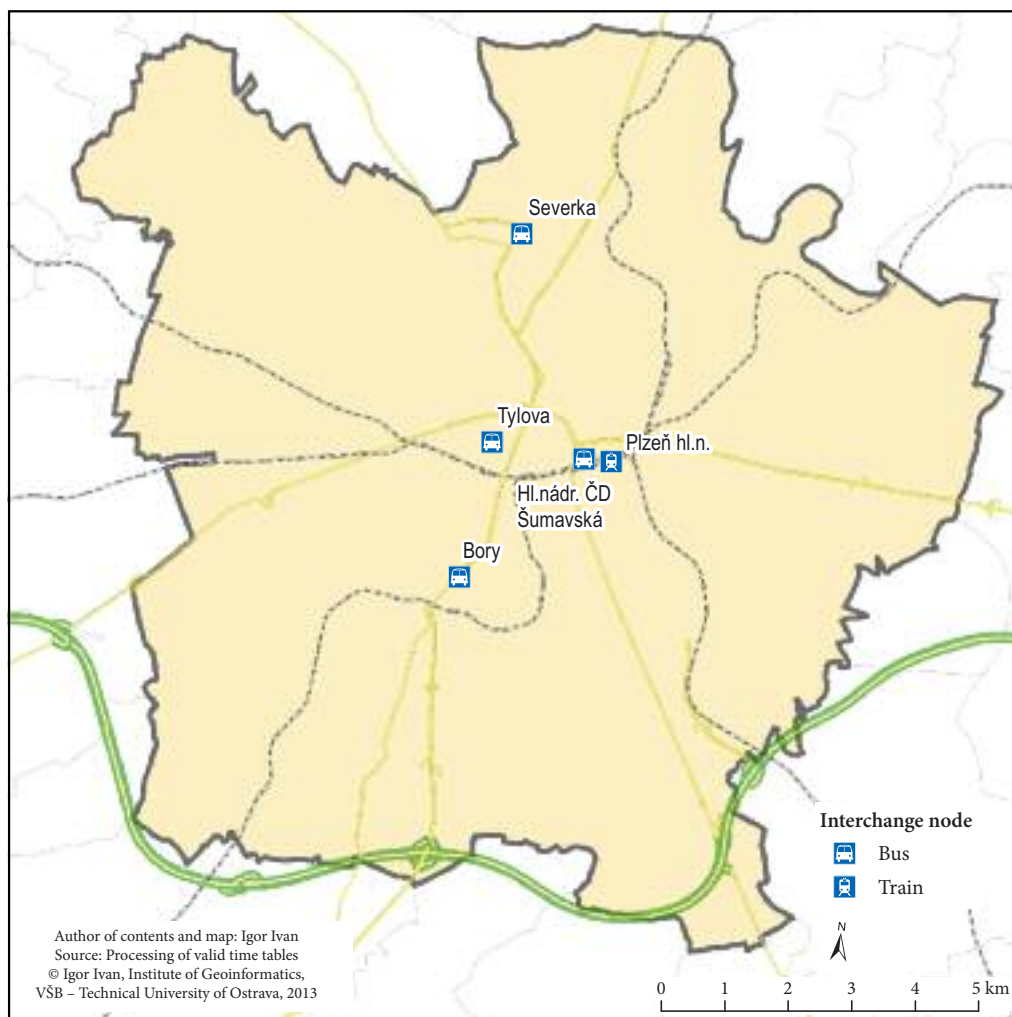 Severka
Tylova
Plzeň hl.n.
Hl.nádr. ČD
Šumavská
Bory
Interchange node
Bus
Train
N
Author of contents and map: Igor Ivan
Source: Processing of valid time tables
© Igor Ivan, Institute of Geoinformatics,
VŠB – Technical University of Ostrava, 2013
0 1 2 3 4 5 km